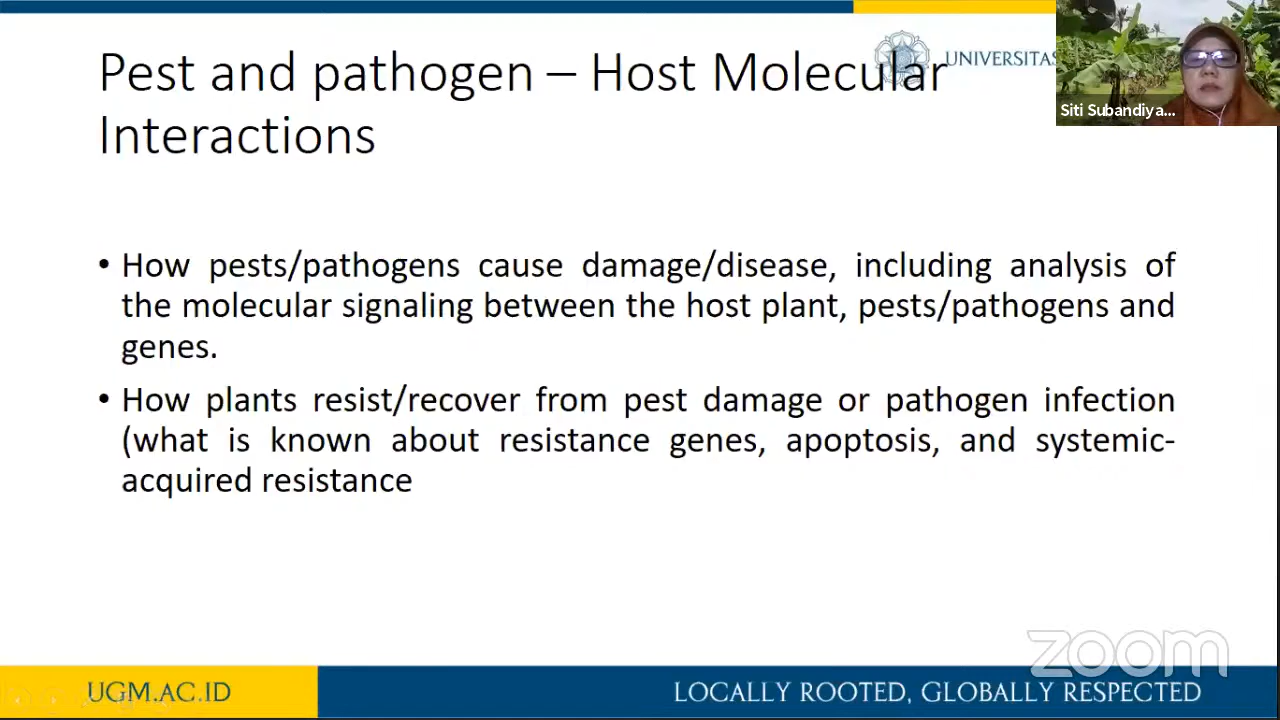 Pest and pathogen – Host Molecular
Interactions
UNIVERSITAS
Siti Subandiya...
• How pests/pathogens cause damage/disease, including analysis of
the molecular signaling between the host plant, pests/pathogens and
genes.
• How plants resist/recover from pest damage or pathogen infection
(what is known about resistance genes, apoptosis, and systemic-
acquired resistance
zoom
UGM.AC.ID
LOCALLY ROOTED, GLOBALLY RESPECTED